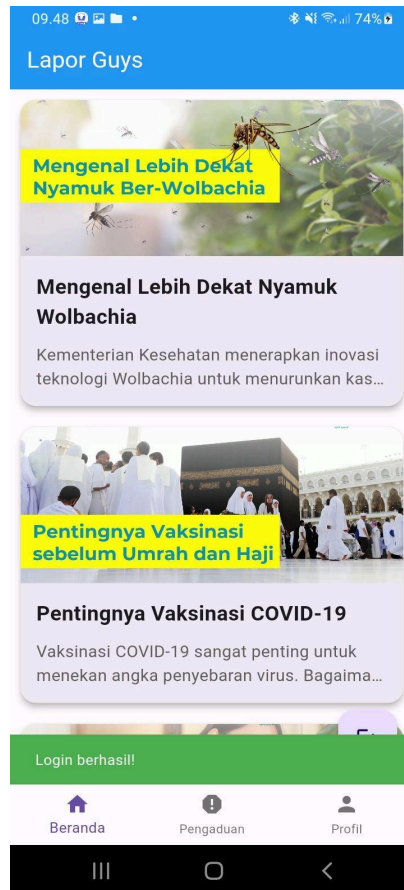 09.48
74%
Lapor Guys
Mengenal Lebih Dekat
Nyamuk Ber-Wolbachia
Mengenal Lebih Dekat Nyamuk
Wolbachia
Kementerian Kesehatan menerapkan inovasi
teknologi Wolbachia untuk menurunkan kas...
Pentingnya Vaksinasi
sebelum Umrah dan Haji
Pentingnya Vaksinasi COVID-19
Vaksinasi COVID-19 sangat penting untuk
menekan angka penyebaran virus. Bagaima...
Login berhasil!
Beranda
Pengaduan
Profil